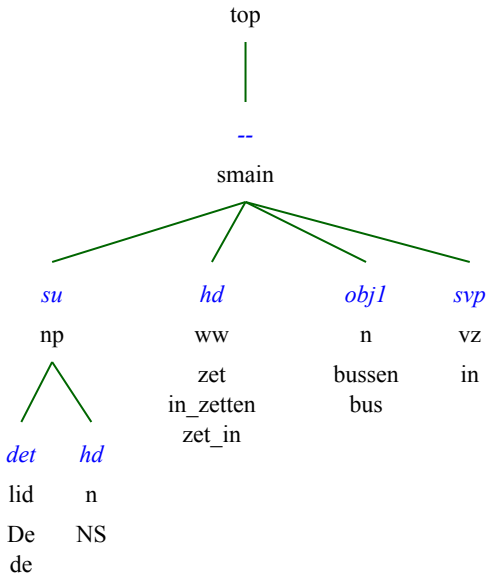 top
--
smain
su hd obj1 svp
np ww n vz
zet bussen in
in_zetten bus
zet_in
det hd
lid n
De NS
de